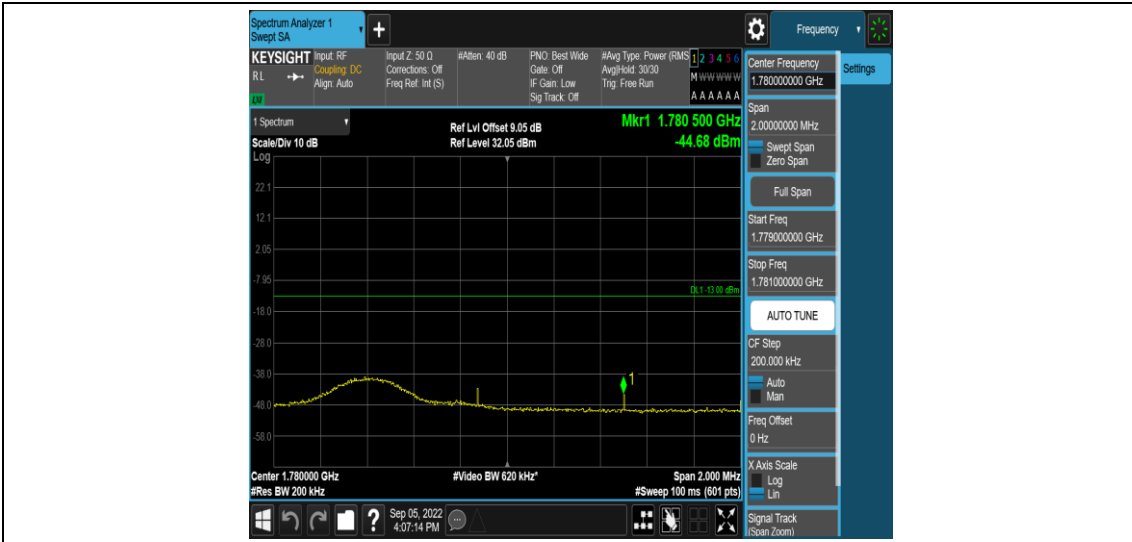 Spectrum Analyzer 1
Swept SA
+
Frequency
KEYSIGHT
R L
LXI
Input: RF
Coupling: DC
Align: Auto
Input Z: 50 Ω
Corrections: Off
Freq Ref: Int (S)
#Atten: 40 dB
PNO: Best Wide
Gate: Off
IF Gain: Low
Sig Track: Off
#Avg Type: Power (RMS
Avg|Hold: 30/30
Trig: Free Run
1 2 3 4 5 6
M W W W W W
A A A A A A
Center Frequency
1.780000000 GHz
Settings
Span
2.00000000 MHz
Swept Span
Zero Span
Full Span
Start Freq
1.779000000 GHz
Stop Freq
1.781000000 GHz
AUTO TUNE
CF Step
200.000 kHz
Auto
Man
Freq Offset
0 Hz
X Axis Scale
Log
Lin
Signal Track
(Span Zoom)
1 Spectrum
Scale/Div 10 dB
Ref Lvl Offset 9.05 dB
Ref Level 32.05 dBm
Mkr1 1.780 500 GHz
-44.68 dBm
Log
22.1
12.1
2.05
-7.95
DL1 -13.00 dBm
-18.0
-28.0
-38.0
1
-48.0
-58.0
Center 1.780000 GHz
#Video BW 620 kHz*
Span 2.000 MHz
#Res BW 200 kHz
#Sweep 100 ms (601 pts)
?
Sep 05, 2022
4:07:14 PM